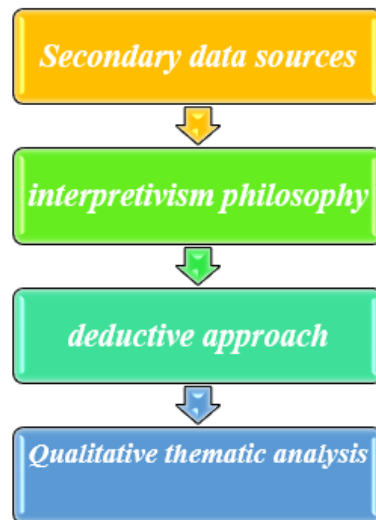 Secondary data sources
interpretivism philosophy
deductive approach
Qualitative thematic analysis